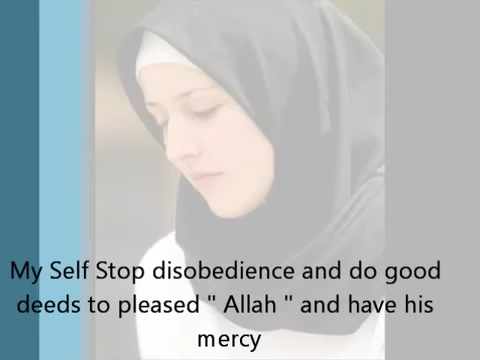 My Self Stop disobedience and do good
deeds to pleased " Allah " and have his
mercy